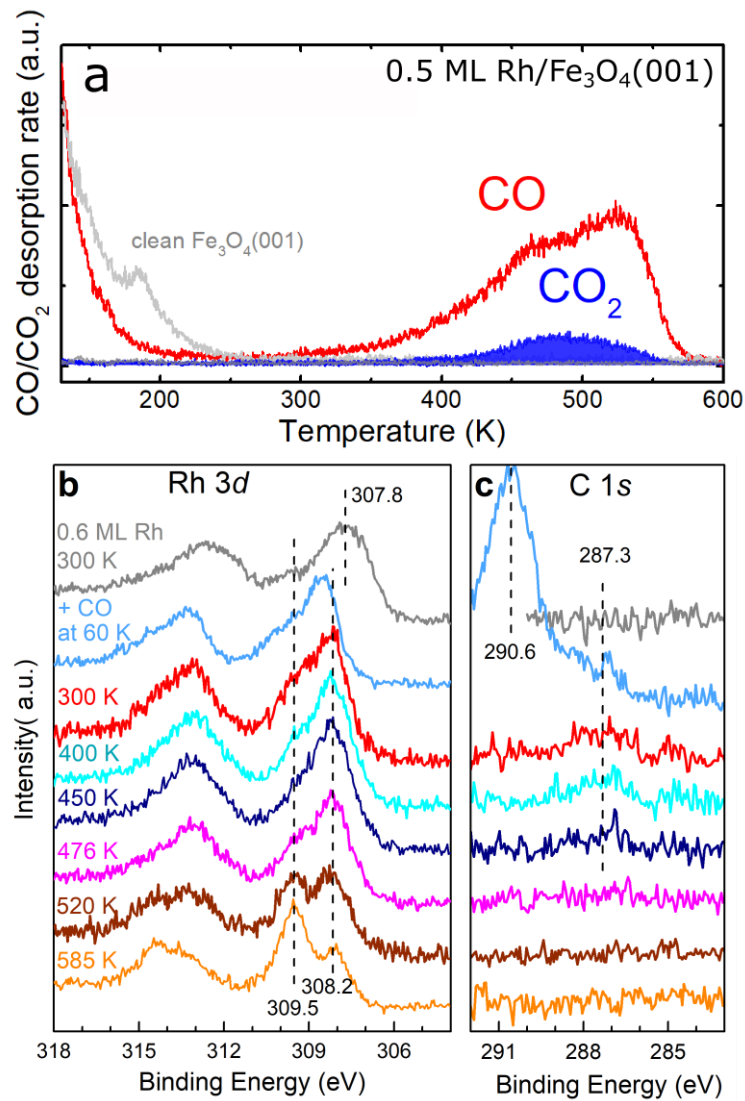 a
0.5 ML Rh/Fe₃O₄(001)
CO/CO₂ desorption rate (a.u.)
clean Fe₃O₄(001)
CO
CO₂
200 300 400 500 600
Temperature (K)
b
Rh 3d
307.8
0.6 ML Rh
300 K
+ CO
at 60 K
300 K
400 K
450 K
476 K
520 K
585 K
308.2
309.5
Intensity( a.u.)
318 315 312 309 306
Binding Energy (eV)
c
C 1s
287.3
290.6
291 287 285
Binding Energy (eV)